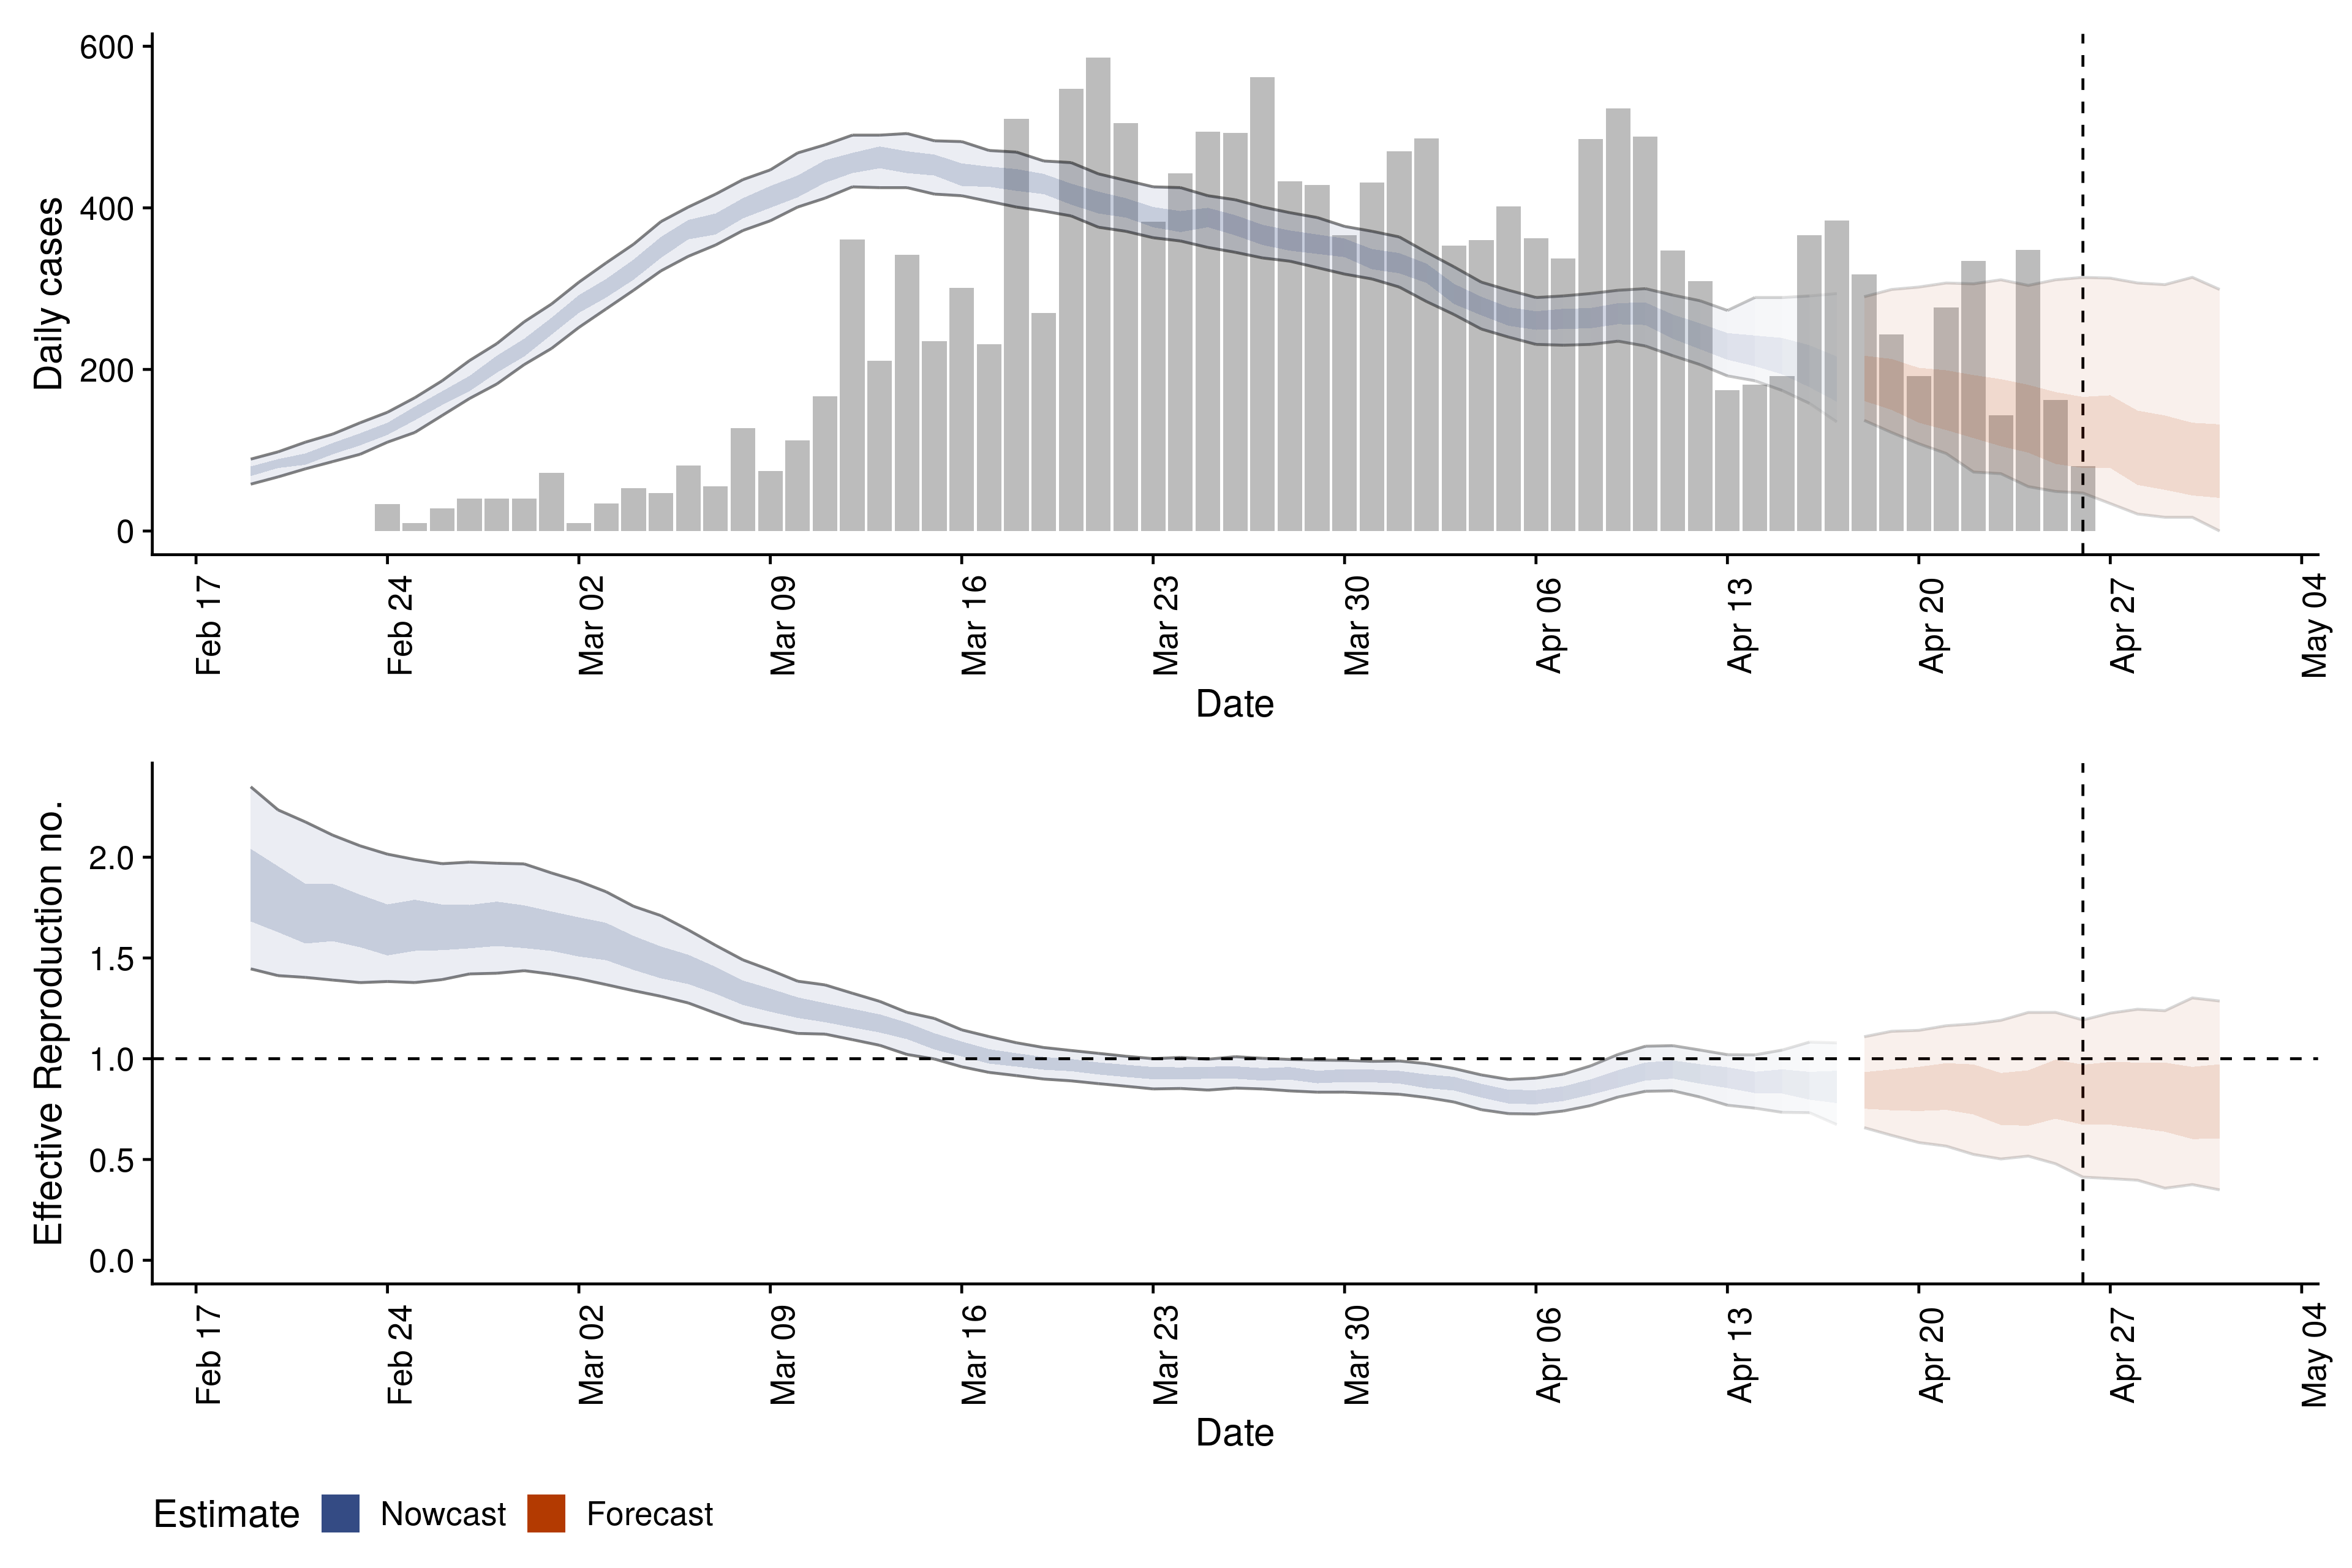 600
400
200
0
Daily cases
Feb 17
Feb 24
Mar 02
Mar 09
Mar 16
Mar 23
Mar 30
Apr 06
Apr 13
Apr 20
Apr 27
May 04
Date
2.0
1.5
1.0
0.5
0.0
Effective Reproduction no.
Feb 17
Feb 24
Mar 02
Mar 09
Mar 16
Mar 23
Mar 30
Apr 06
Apr 13
Apr 20
Apr 27
May 04
Date
Estimate Nowcast Forecast